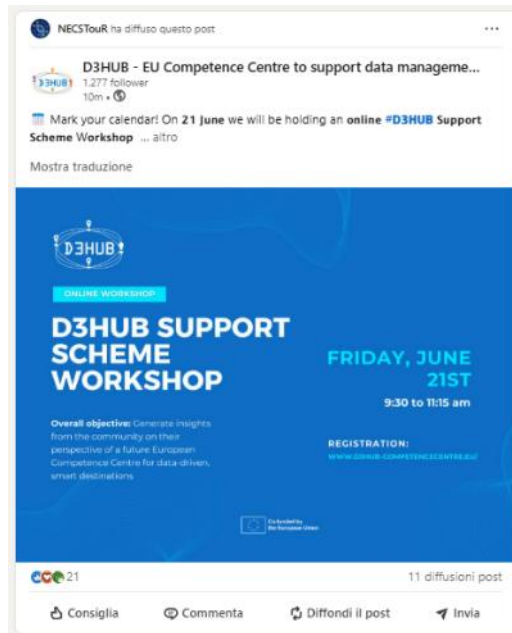 NECSTouR ha diffuso questo post
D3HUB
D3HUB - EU Competence Centre to support data manageme...
1.277 follower
10m •
Mark your calendar! On 21 June we will be holding an online #D3HUB Support
Scheme Workshop ... altro
Mostra traduzione
D3HUB
ONLINE WORKSHOP
D3HUB SUPPORT
SCHEME
WORKSHOP
FRIDAY, JUNE
21ST
9:30 to 11:15 am
Overall objective: Generate insights
from the community on their
perspective of a future European
Competence Centre for data-driven,
smart destinations
REGISTRATION:
WWW.D3HUB-COMPETENCECENTRE.EU/
Co-funded by
the European Union
21
11 diffusioni post
Consiglia
Commenta
Diffondi il post
Invia